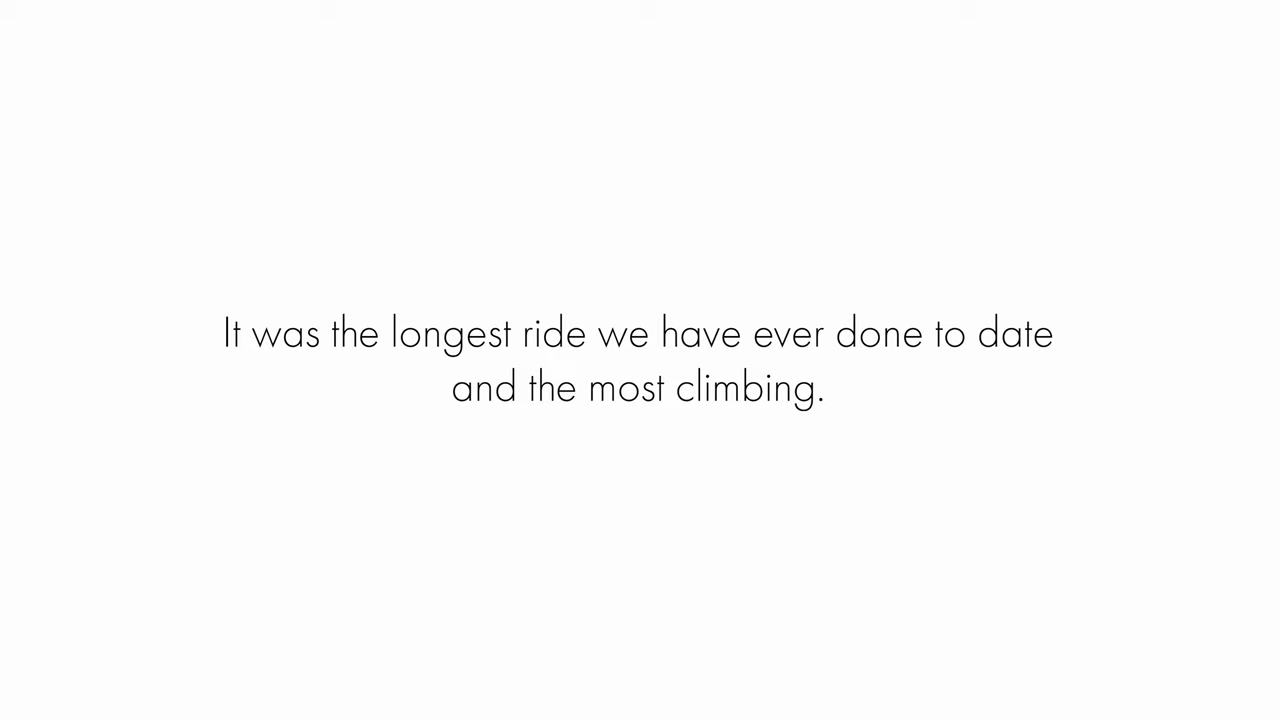 It was the longest ride we have ever done to date
and the most climbing.